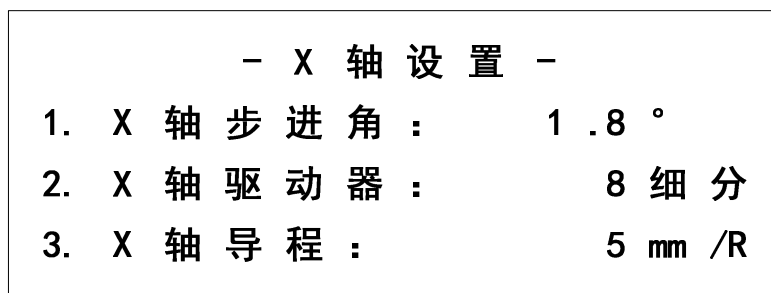 - X 轴设置 -
1. X 轴步进角： 1.8°
2. X 轴驱动器： 8 细分
3. X 轴导程： 5 mm/R